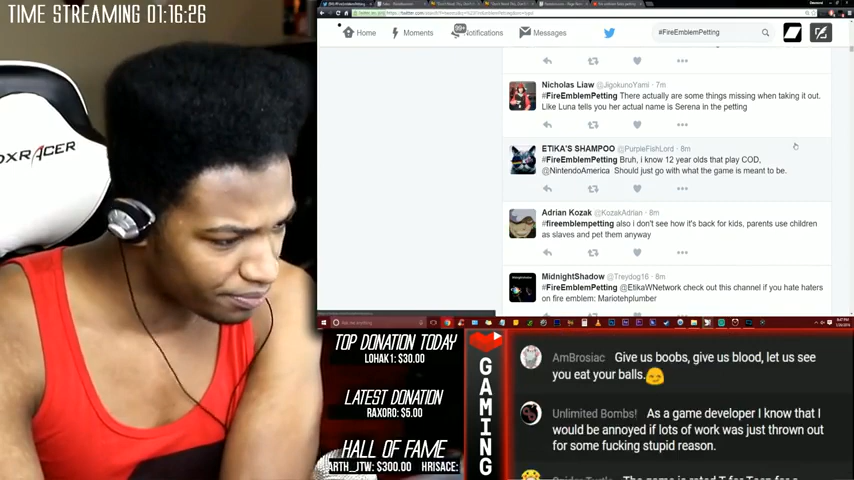 TIME STREAMING 01:16:26
Home
Moments
99+
Notifications
Messages
#FireEmblemPetting
Nicholas Liaw @JigokunoYami · 7m
#FireEmblemPetting There actually are some things missing when taking it out.
Like Luna tells you her actual name is Serena in the petting
ETIKA'S SHAMPOO @PurpleFishLord · 8m
#FireEmblemPetting Bruh, i know 12 year olds that play COD,
@NintendoAmerica Should just go with what the game is meant to be.
Adrian Kozak @KozakAdrian · 8m
#fireemblempetting also i don't see how it's back for kids, parents use children
as slaves and pet them anyway
MidnightShadow @Treydog16 · 8m
#FireEmblemPetting @EtikaWNetwork check out this channel if you hate haters
on fire emblem: Mariotehplumber
DXRACER
TOP DONATION TODAY
LOHAK1: $30.00
LATEST DONATION
RAXORO: $5.00
HALL OF FAME
ARTH_JTW: $300.00 HRISACE:
GAMING
AmBrosiac Give us boobs, give us blood, let us see
you eat your balls.
Unlimited Bombs! As a game developer I know that I
would be annoyed if lots of work was just thrown out
for some fucking stupid reason.